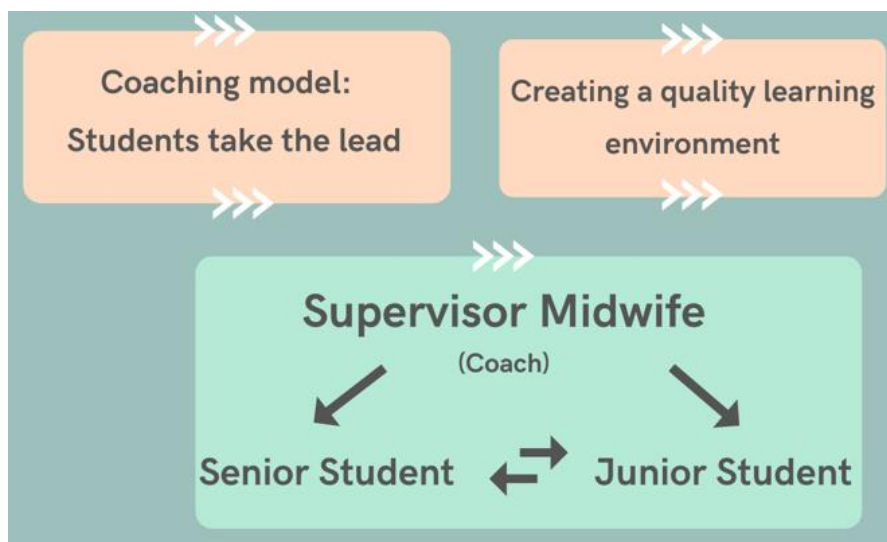 Coaching model:
Students take the lead
Creating a quality learning
environment
Supervisor Midwife
(Coach)
Senior Student
Junior Student